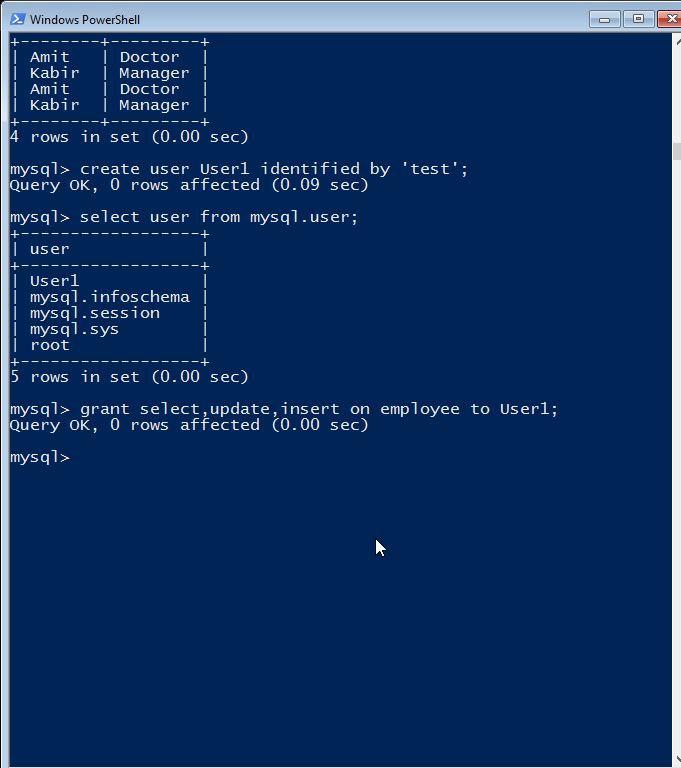 Windows PowerShell
+--------+---------+
| Amit   | Doctor  |
| Kabir  | Manager |
| Amit   | Doctor  |
| Kabir  | Manager |
+--------+---------+
4 rows in set (0.00 sec)
mysql> create user User1 identified by 'test';
Query OK, 0 rows affected (0.09 sec)
mysql> select user from mysql.user;
+------------------+
| user             |
+------------------+
| User1            |
| mysql.infoschema |
| mysql.session    |
| mysql.sys        |
| root             |
+------------------+
5 rows in set (0.00 sec)
mysql> grant select,update,insert on employee to User1;
Query OK, 0 rows affected (0.00 sec)
mysql>